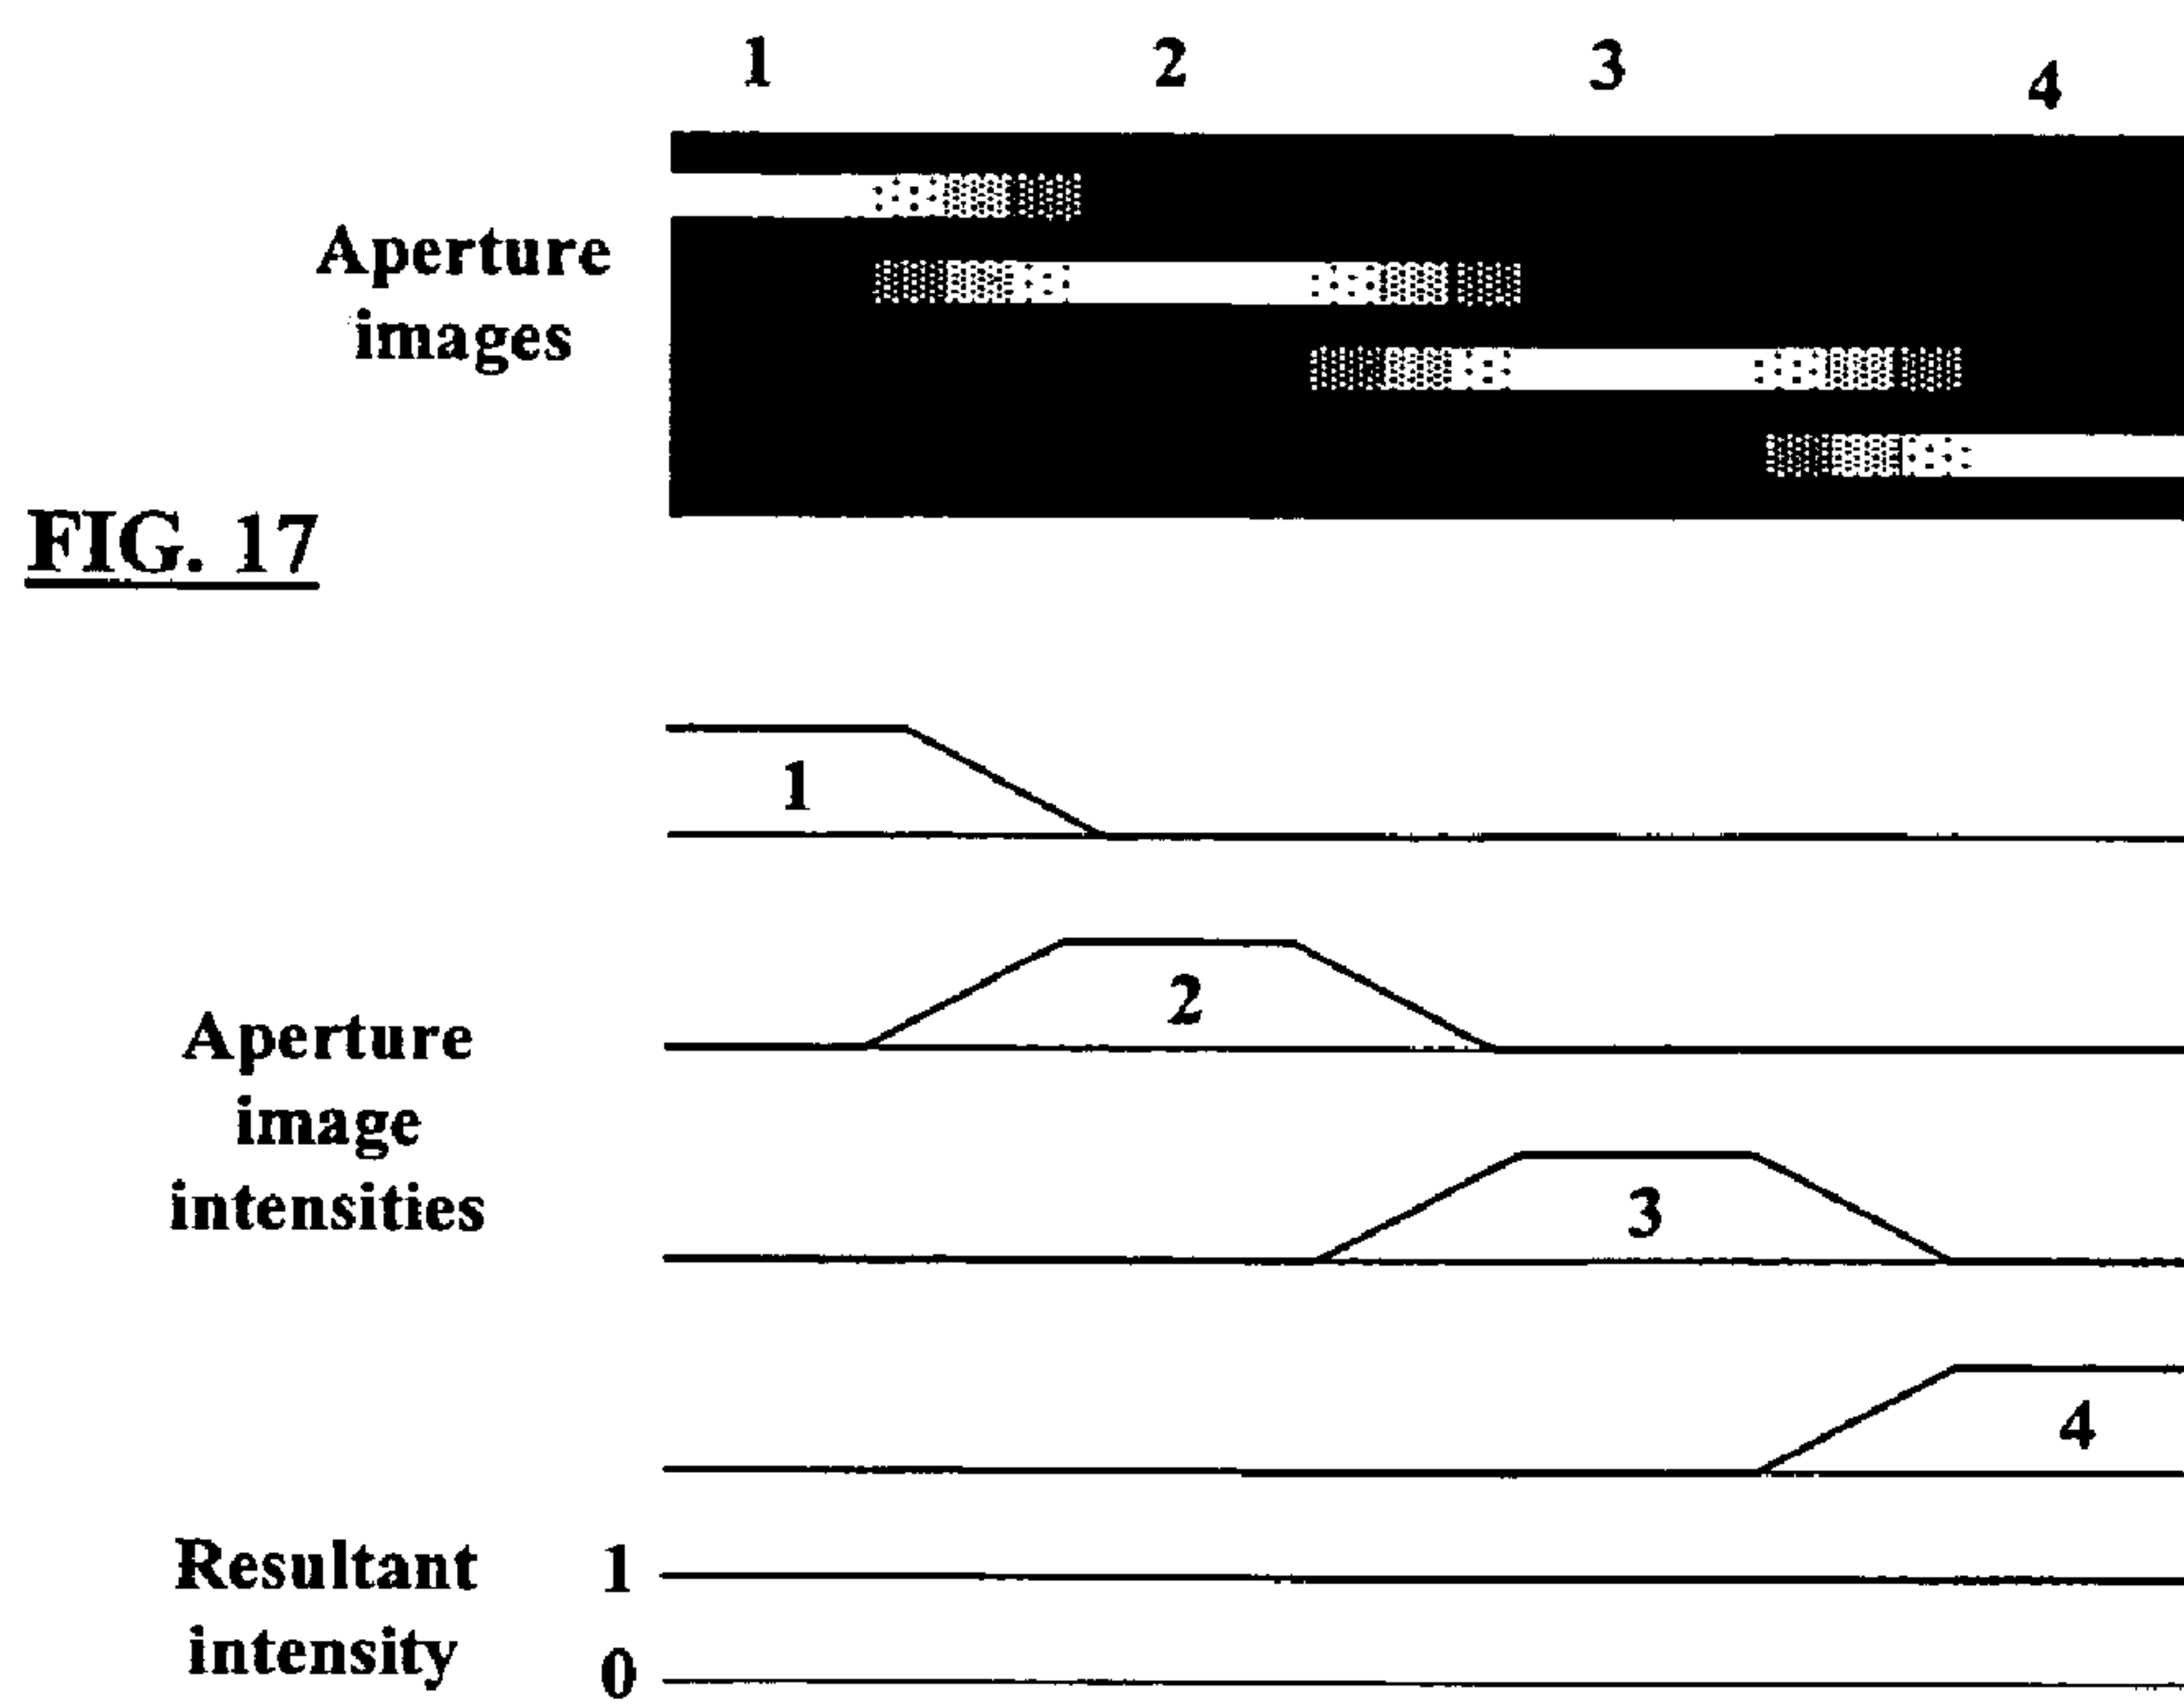 1 2 3 4
Aperture
images
FIG. 17
1
2
Aperture
image
intensities
3
4
Resultant
intensity
1
0